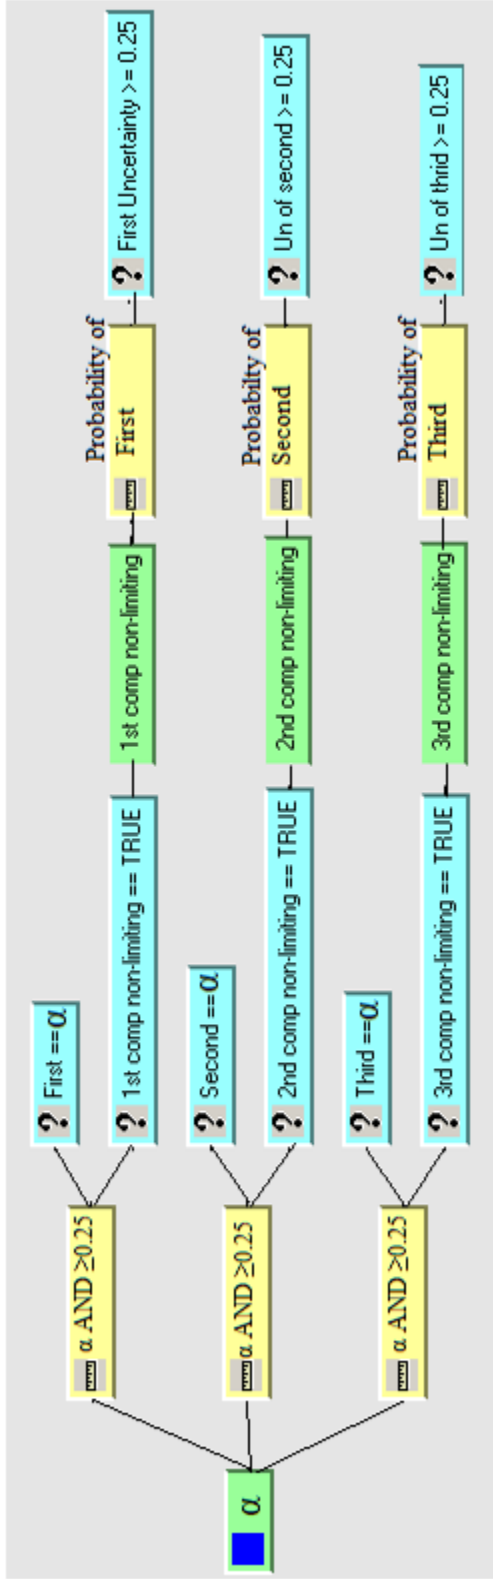 α
α AND ≥0.25
? First ==α
? 1st comp non-limiting == TRUE
1st comp non-limiting
Probability of
First
? First Uncertainty >= 0.25
α AND ≥0.25
? Second ==α
? 2nd comp non-limiting == TRUE
2nd comp non-limiting
Probabilty of
Second
? Un of second >= 0.25
α AND ≥0.25
? Third ==α
? 3rd comp non-limiting == TRUE
3rd comp non-limiting
Probability of
Third
? Un of thrid >= 0.25